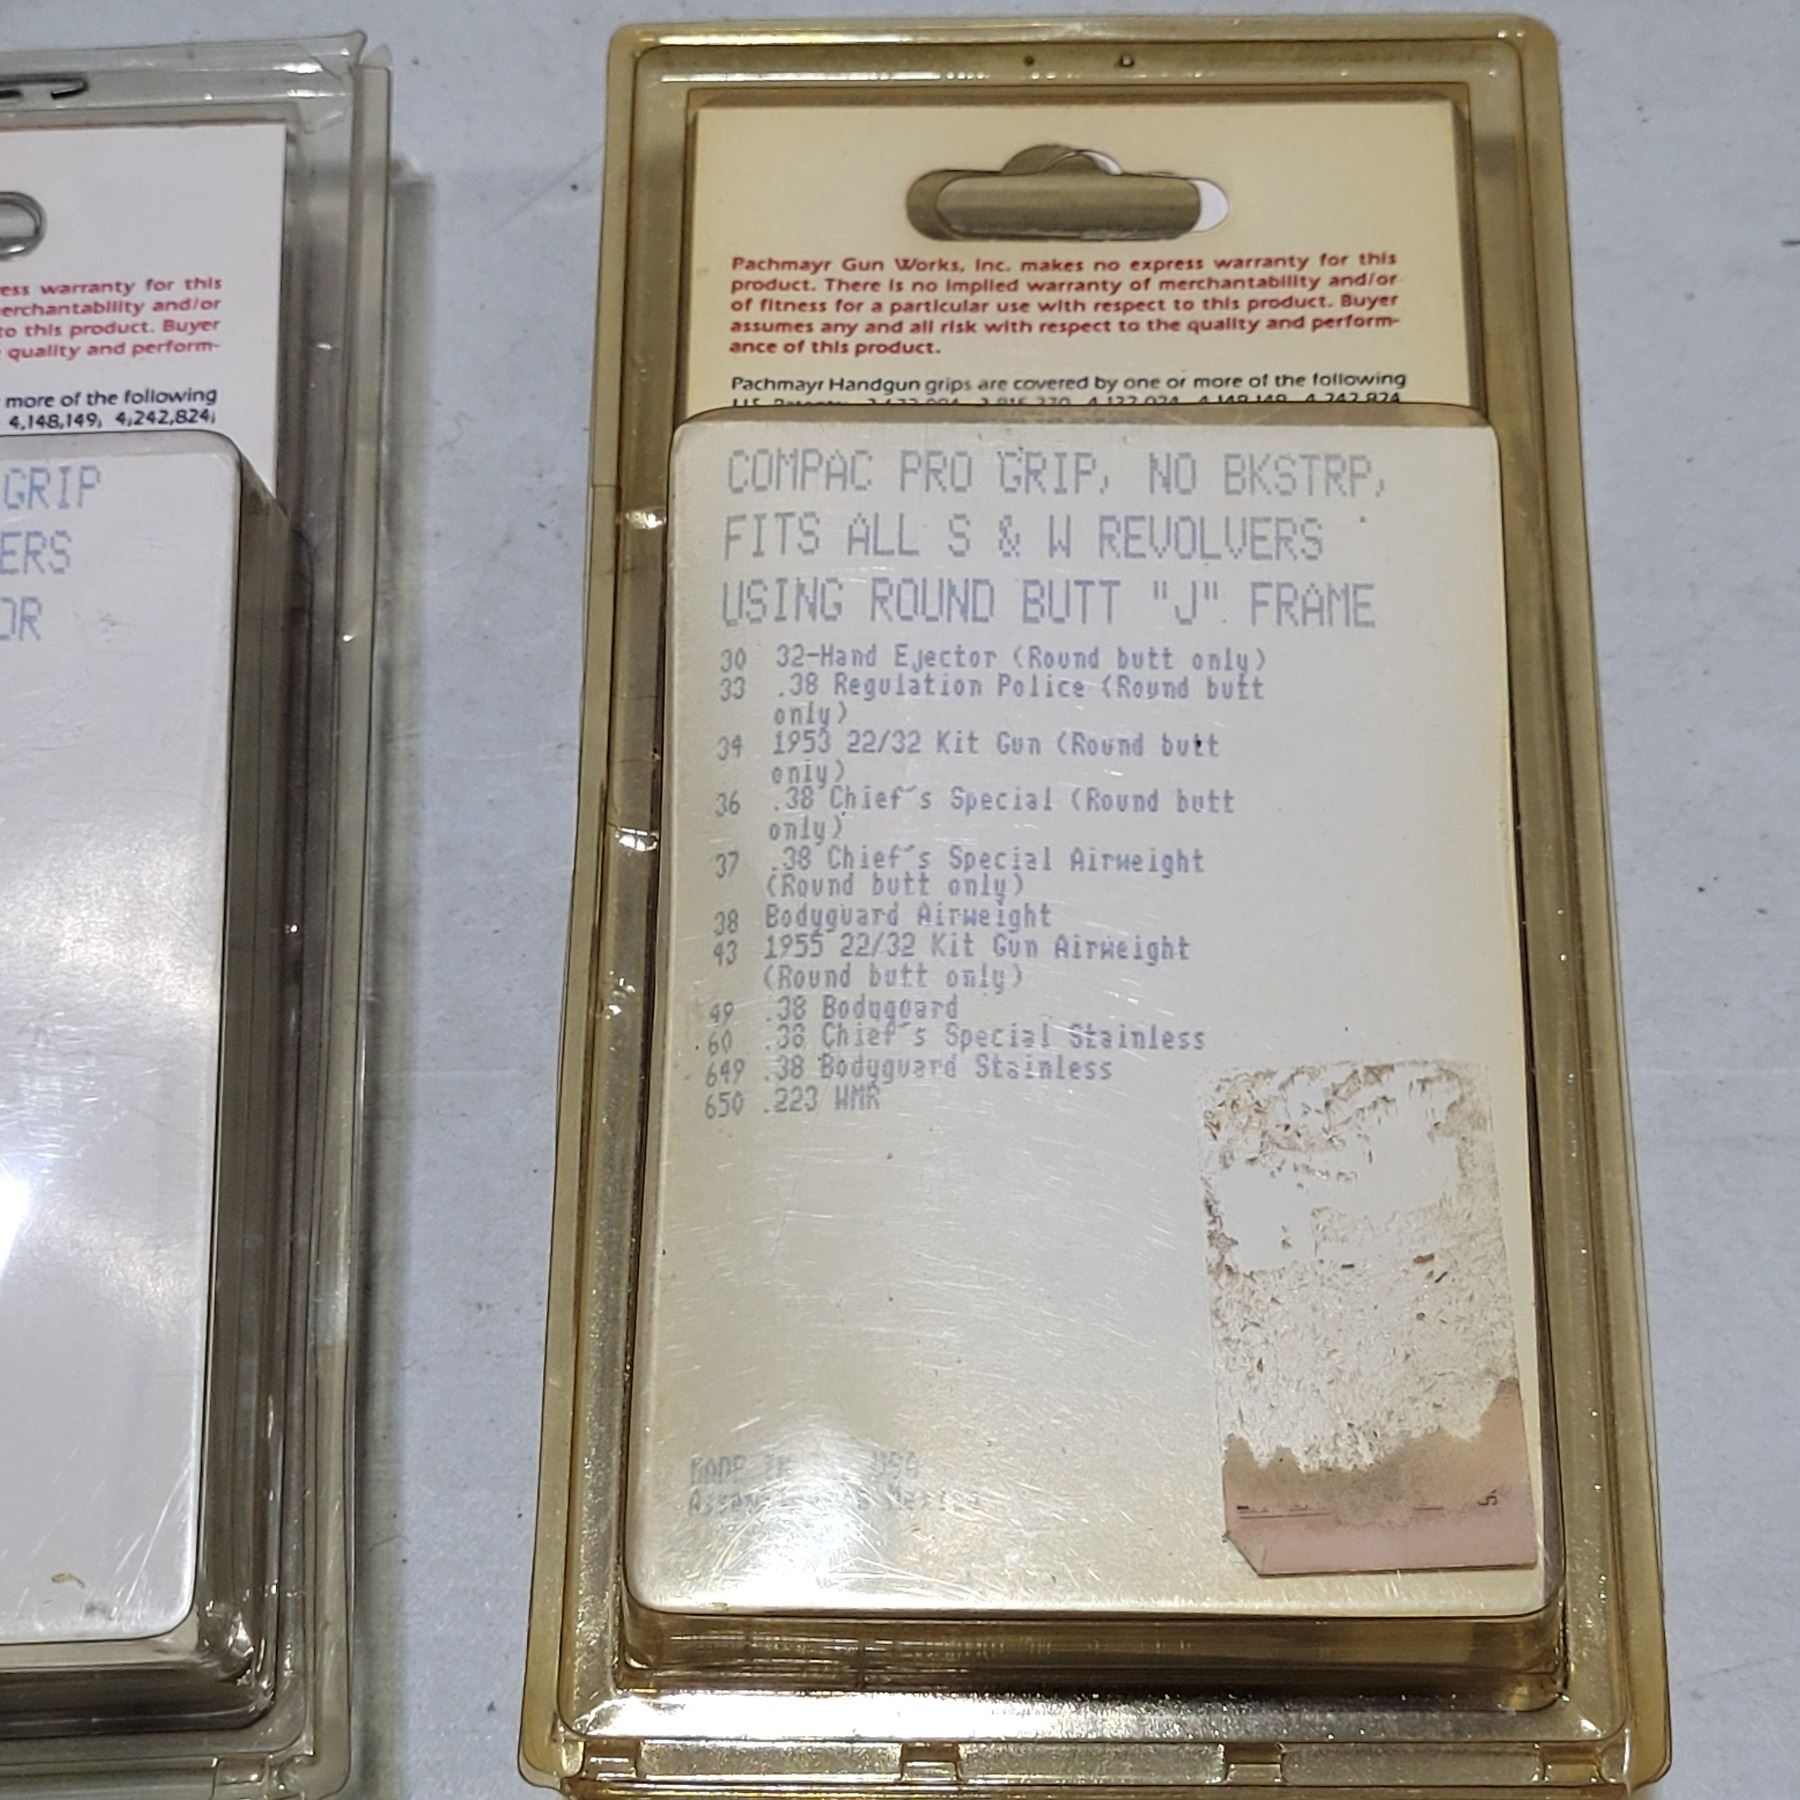 ess warranty for this
erchantability and/or
to this product. Buyer
quality and perform-
more of the following
4,148,149, 4,242,824,
GRIP
ERS
OR
Pachmayr Gun Works, Inc. makes no express warranty for this
product. There is no implied warranty of merchantability and/or
of fitness for a particular use with respect to this product. Buyer
assumes any and all risk with respect to the quality and perform-
ance of this product.
Pachmayr Handgun grips are covered by one or more of the following
COMPAC PRO GRIP, NO BKSTRP,
FITS ALL S & W REVOLVERS
USING ROUND BUTT "J" FRAME
30 32-Hand Ejector (Round butt only)
33 .38 Regulation Police (Round butt
only)
34 1953 22/32 Kit Gun (Round butt
only)
36 .38 Chief's Special (Round butt
only)
37 .38 Chief's Special Airweight
(Round butt only)
38 Bodyguard Airweight
43 1955 22/32 Kit Gun Airweight
(Round butt only)
49 .38 Bodyguard
60 .38 Chief's Special Stainless
649 .38 Bodyguard Stainless
650 .223 WMR
MADE USA